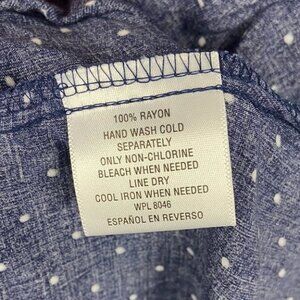 100% RAYON
HAND WASH COLD
SEPARATELY
ONLY NON-CHLORINE
BLEACH WHEN NEEDED
LINE DRY
COOL IRON WHEN NEEDED
WPL 8046
ESPAÑOL EN REVERSO